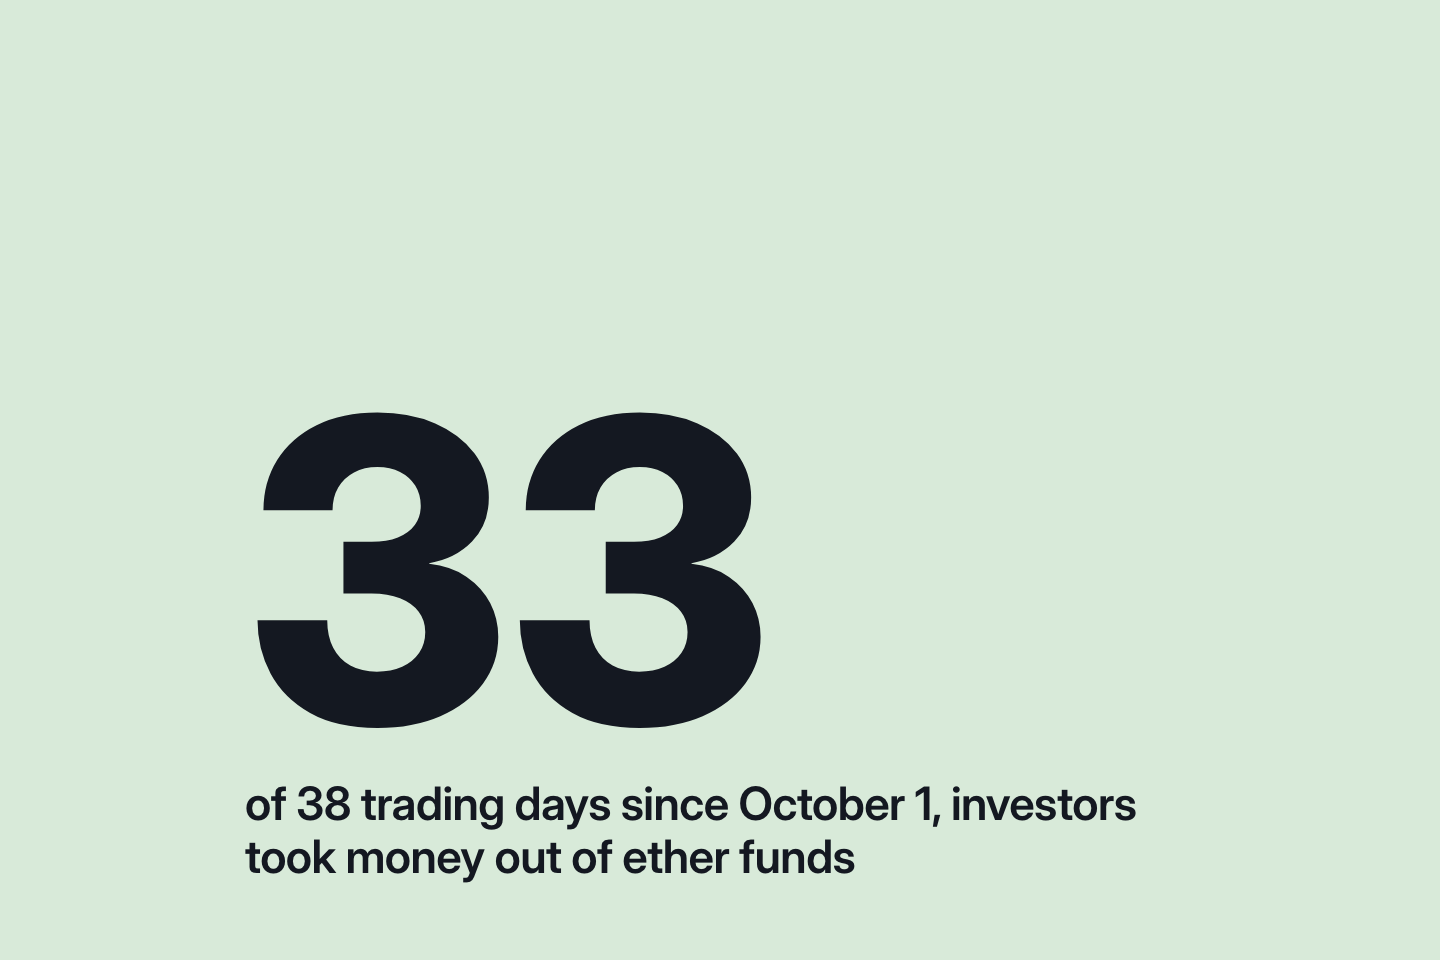 33
of 38 trading days since October 1, investors
took money out of ether funds